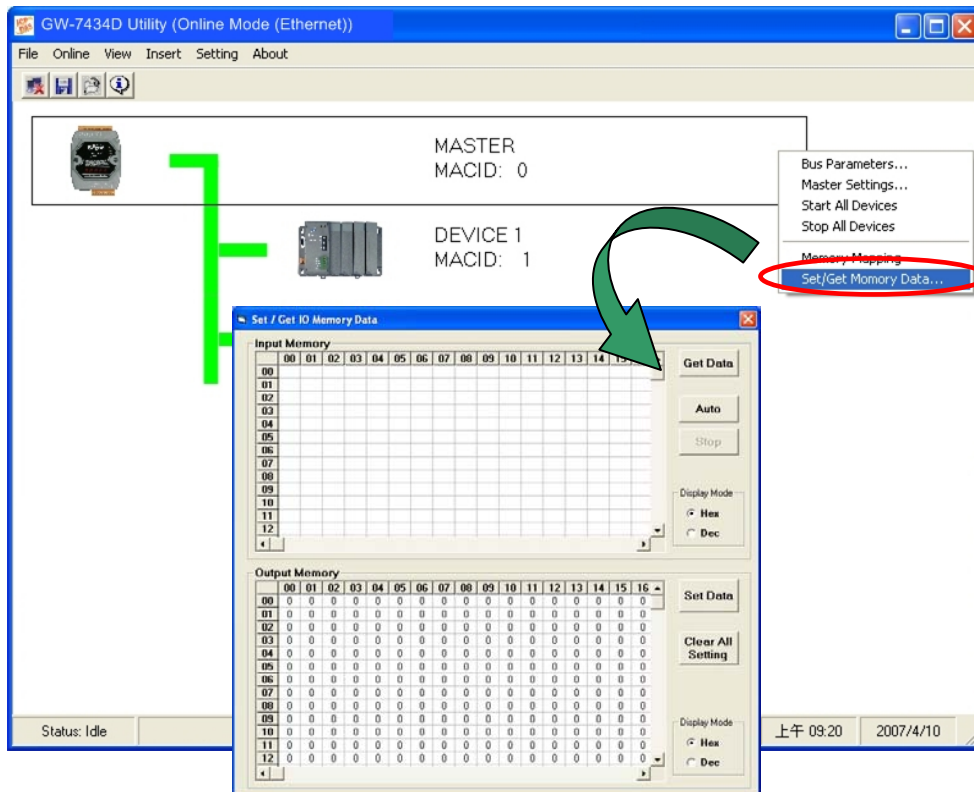 GW-7434D Utility (Online Mode (Ethernet))
File Online View Insert Setting About
MASTER
MACID: 0
DEVICE 1
MACID: 1
Bus Parameters...
Master Settings...
Start All Devices
Stop All Devices
Memory Mapping
Set/Get Momory Data...
Set / Get IO Memory Data
Input Memory
00 01 02 03 04 05 06 07 08 09 10 11 12 13 14 15
00
01
02
03
04
05
06
07
08
09
10
11
12
Get Data
Auto
Stop
Display Mode
Hex
Dec
Output Memory
00 01 02 03 04 05 06 07 08 09 10 11 12 13 14 15 16
00 0 0 0 0 0 0 0 0 0 0 0 0 0 0 0 0 0
01 0 0 0 0 0 0 0 0 0 0 0 0 0 0 0 0 0
02 0 0 0 0 0 0 0 0 0 0 0 0 0 0 0 0 0
03 0 0 0 0 0 0 0 0 0 0 0 0 0 0 0 0 0
04 0 0 0 0 0 0 0 0 0 0 0 0 0 0 0 0 0
05 0 0 0 0 0 0 0 0 0 0 0 0 0 0 0 0 0
06 0 0 0 0 0 0 0 0 0 0 0 0 0 0 0 0 0
07 0 0 0 0 0 0 0 0 0 0 0 0 0 0 0 0 0
08 0 0 0 0 0 0 0 0 0 0 0 0 0 0 0 0 0
09 0 0 0 0 0 0 0 0 0 0 0 0 0 0 0 0 0
10 0 0 0 0 0 0 0 0 0 0 0 0 0 0 0 0 0
11 0 0 0 0 0 0 0 0 0 0 0 0 0 0 0 0 0
12 0 0 0 0 0 0 0 0 0 0 0 0 0 0 0 0 0
Set Data
Clear All
Setting
Display Mode
Hex
Dec
Status: Idle
上午 09:20
2007/4/10